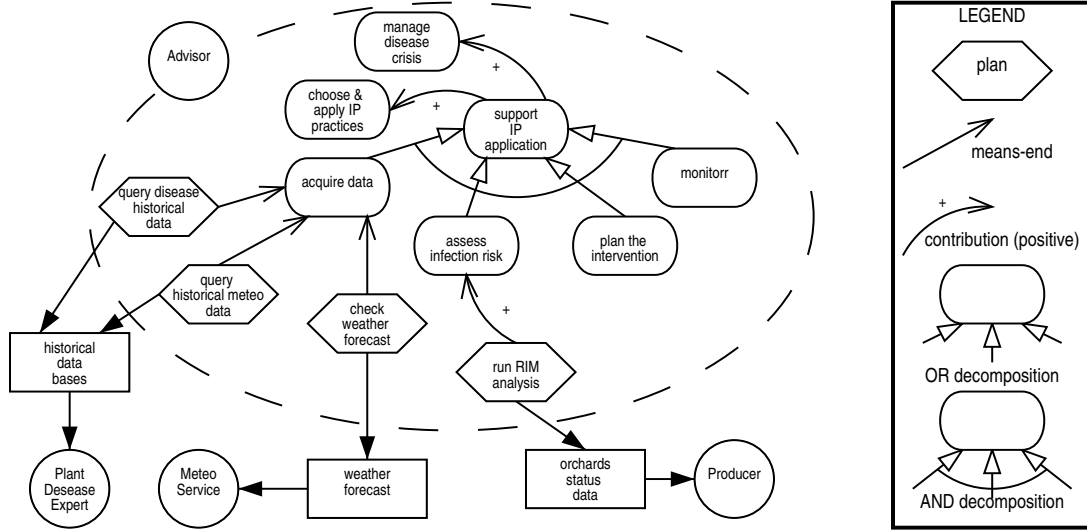 manage
disease
crisis
+
Advisor
choose &
apply IP
practices
+
support
IP
application
acquire data
monitorr
query disease
historical
data
assess
infection risk
plan the
intervention
query
historical meteo
data
check
weather
forecast
+
run RIM
analysis
historical
data
bases
Plant
Desease
Expert
Meteo
Service
weather
forecast
orchards
status
data
Producer
LEGEND
plan
means-end
+
contribution (positive)
OR decomposition
AND decomposition